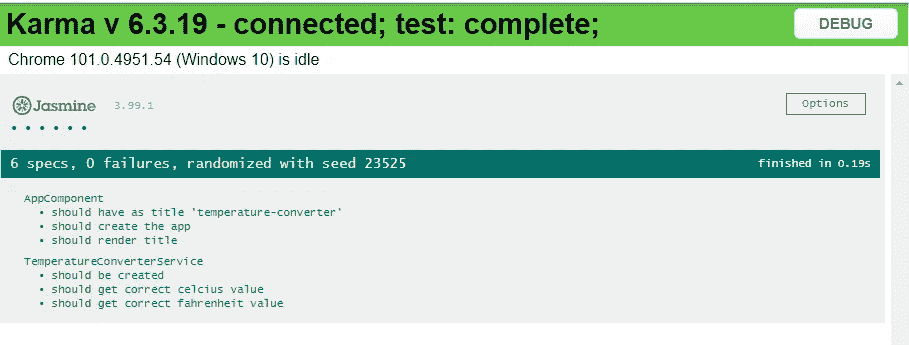 Karma v 6.3.19 - connected; test: complete;
DEBUG
Chrome 101.0.4951.54 (Windows 10) is idle
Jasmine 3.99.1
Options
• • • • • •
6 specs, 0 failures, randomized with seed 23525
finished in 0.19s
AppComponent
• should have as title 'temperature-converter'
• should create the app
• should render title
TemperatureConverterService
• should be created
• should get correct celcius value
• should get correct fahrenheit value